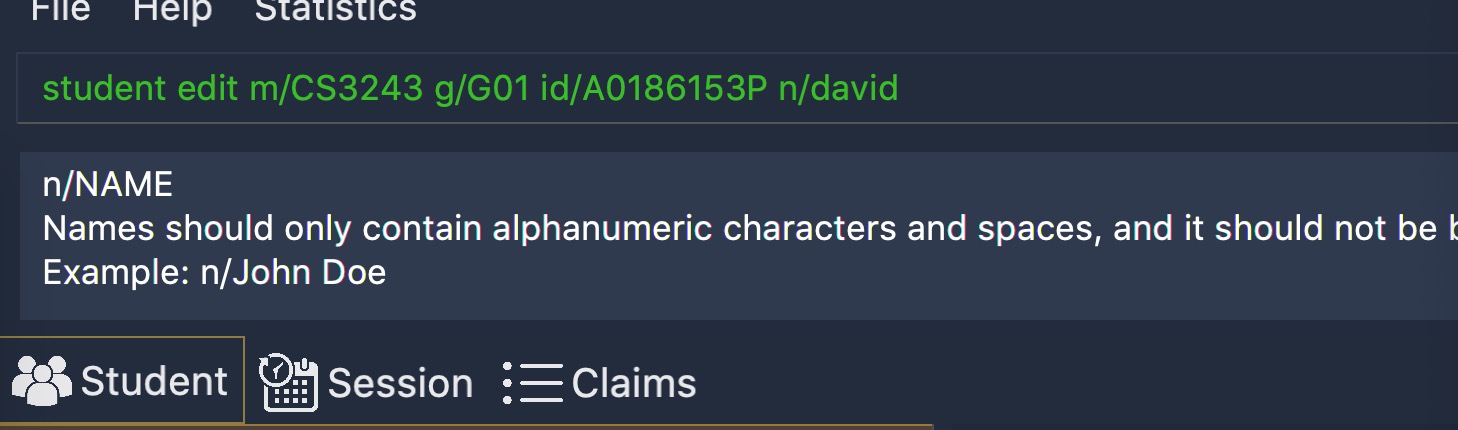 File Help Statistics
student edit m/CS3243 g/G01 id/A0186153P n/david
n/NAME
Names should only contain alphanumeric characters and spaces, and it should not be
Example: n/John Doe
Student Session Claims